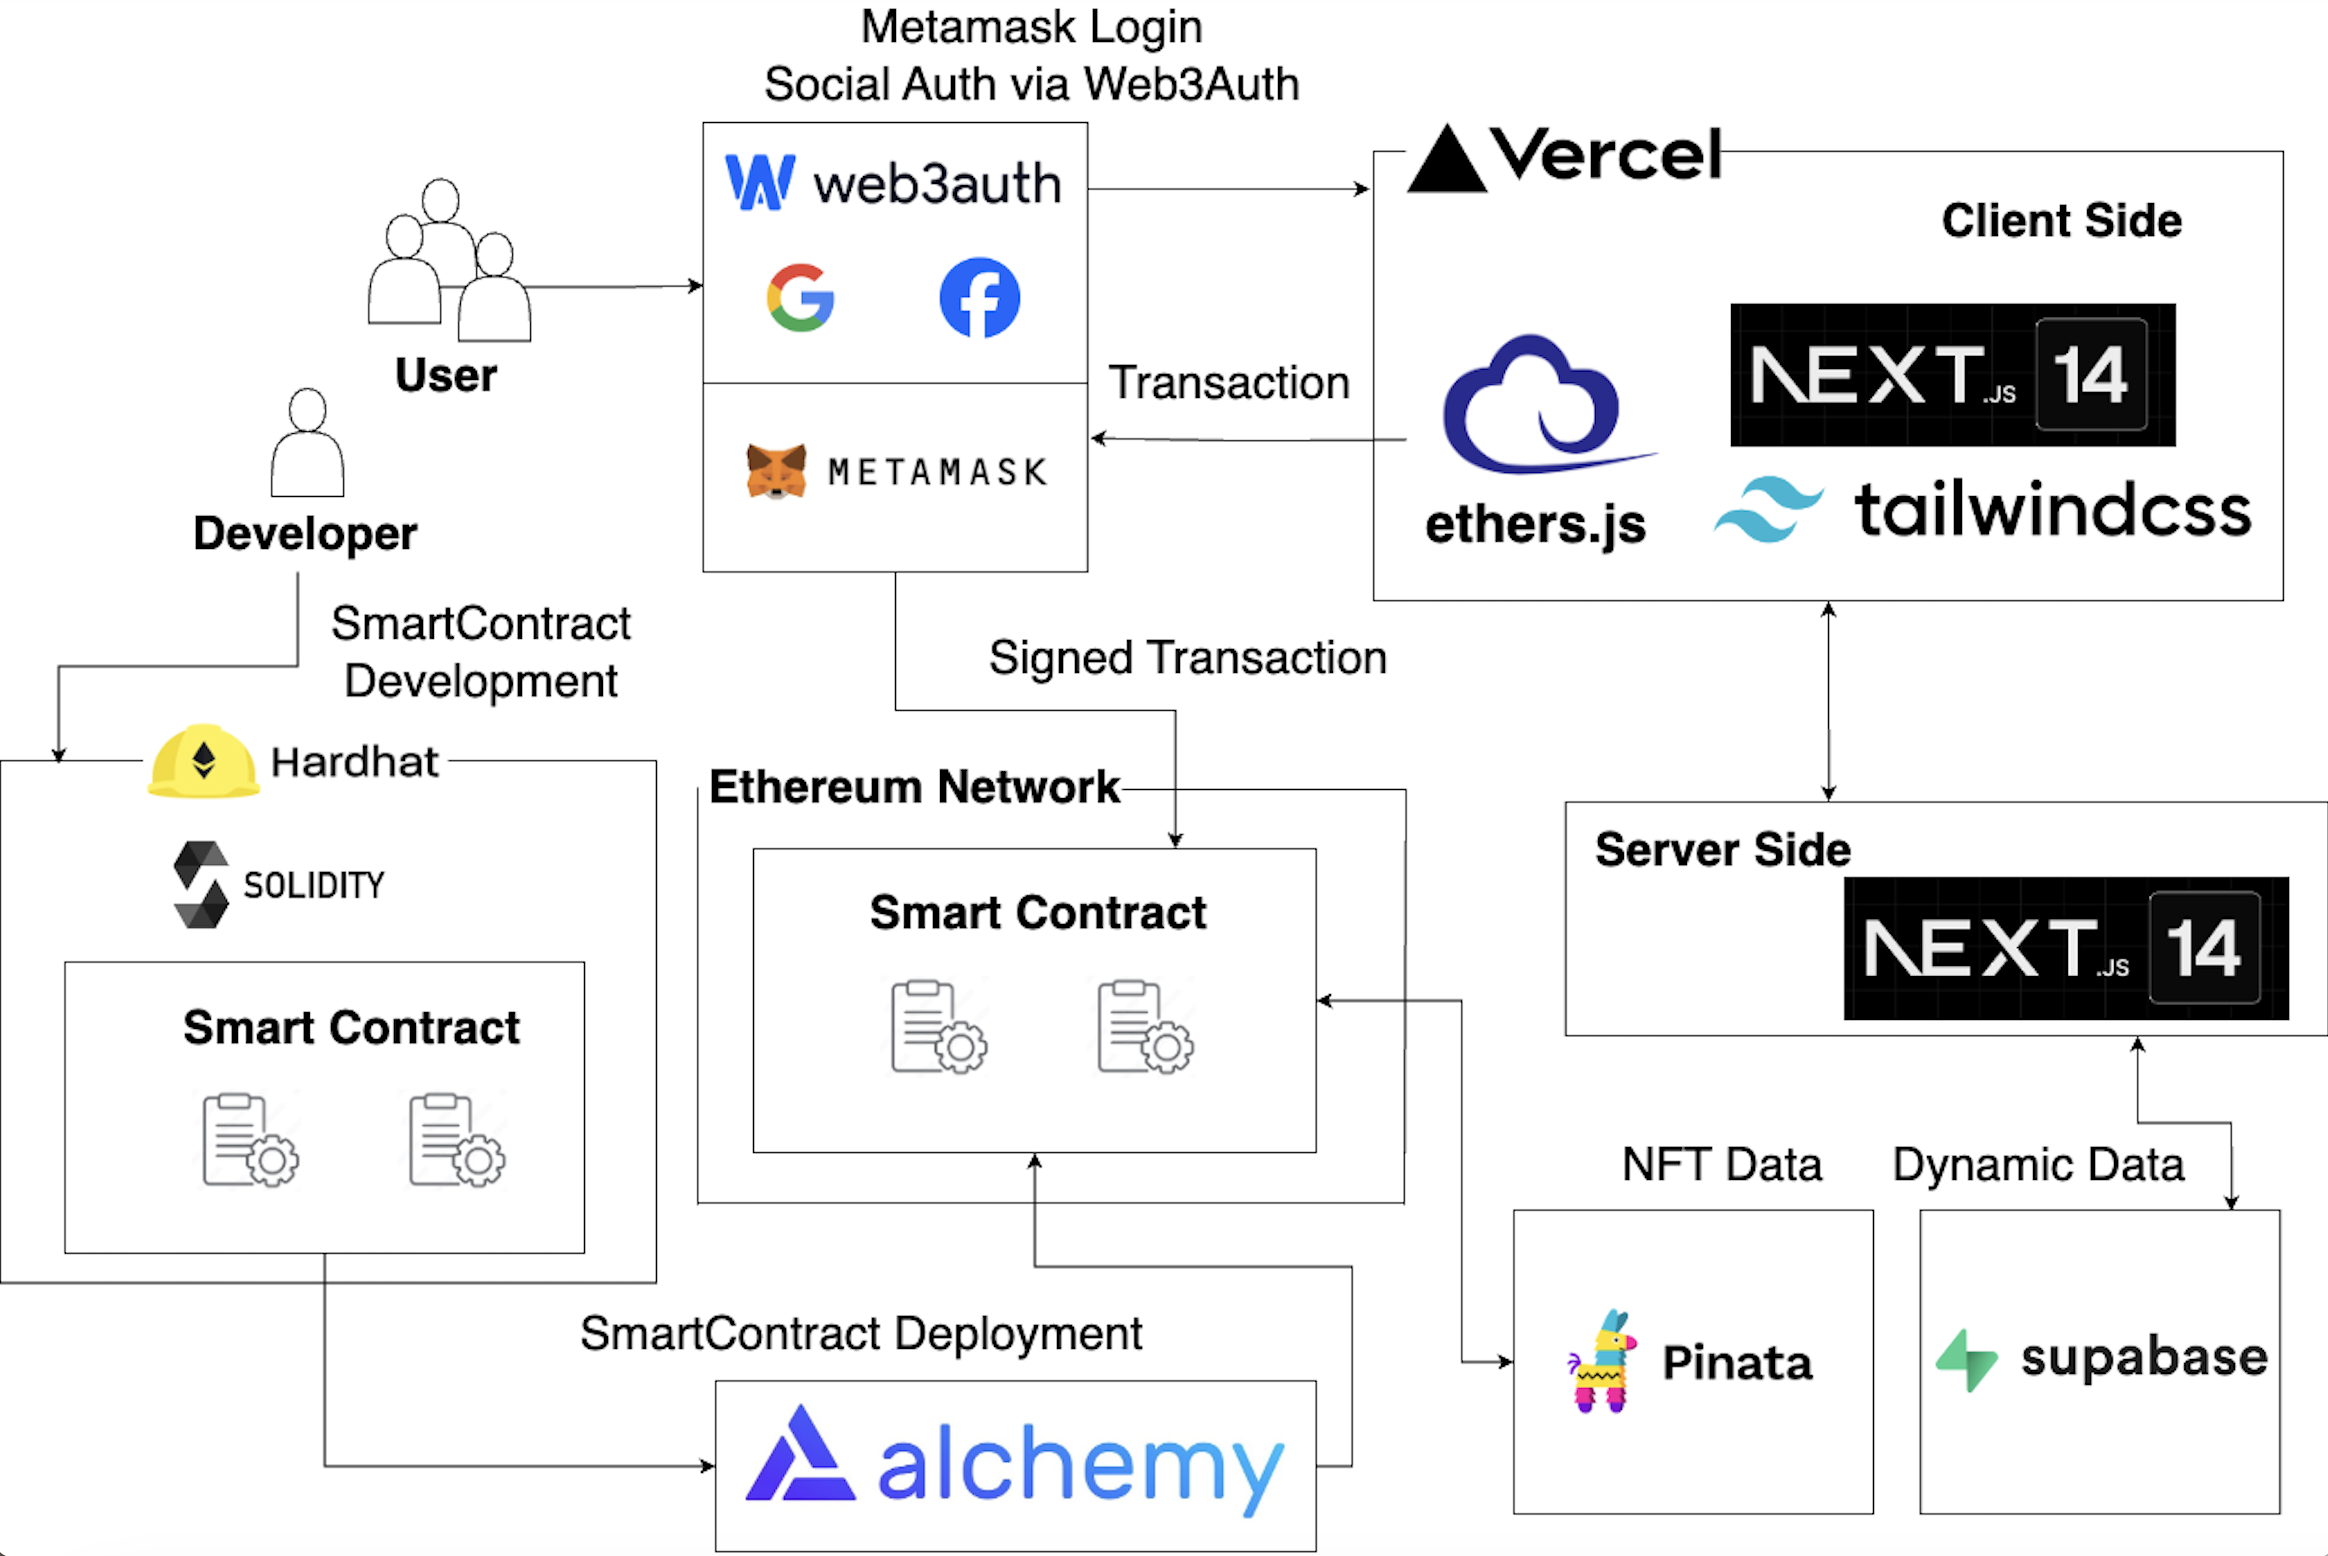 Metamask Login
Social Auth via Web3Auth
web3auth
Vercel
Client Side
User
Transaction
NEXT.JS 14
METAMASK
ethers.js
tailwindcss
Developer
SmartContract
Development
Signed Transaction
Hardhat
Ethereum Network
Server Side
SOLIDITY
Smart Contract
NEXT.JS 14
Smart Contract
NFT Data
Dynamic Data
SmartContract Deployment
Pinata
supabase
alchemy